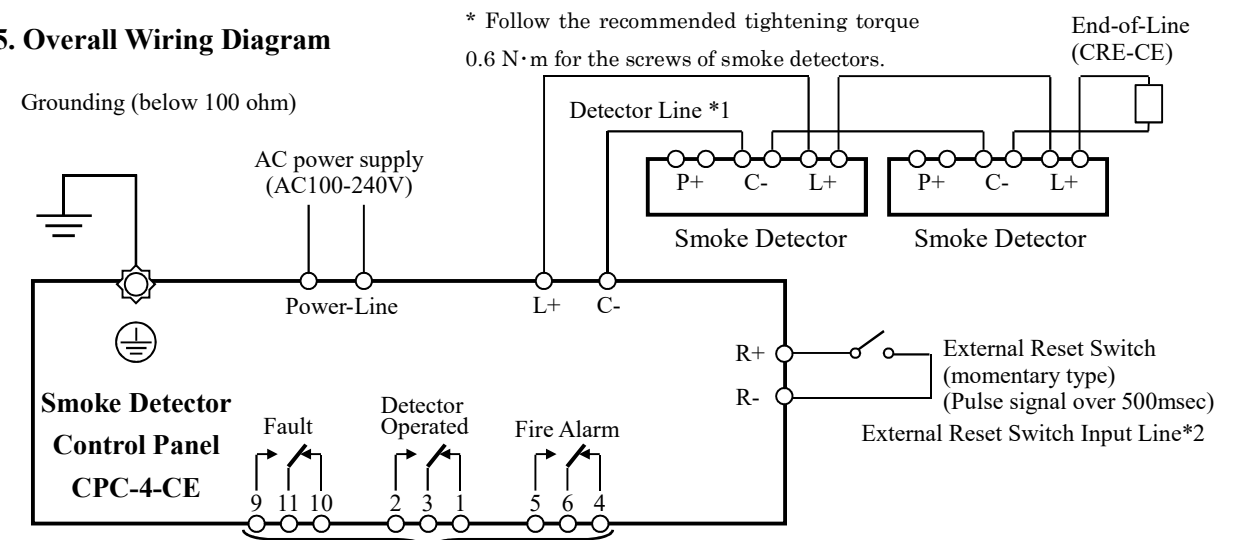 5. Overall Wiring Diagram
* Follow the recommended tightening torque
0.6 N·m for the screws of smoke detectors.
End-of-Line
(CRE-CE)
Grounding (below 100 ohm)
Detector Line *1
AC power supply
(AC100-240V)
P+ C- L+
P+ C- L+
Smoke Detector
Smoke Detector
Power-Line
L+ C-
R+
R-
External Reset Switch
(momentary type)
(Pulse signal over 500msec)
External Reset Switch Input Line*2
Smoke Detector
Control Panel
CPC-4-CE
Fault
Detector
Operated
Fire Alarm
9 11 10
2 3 1
5 6 4